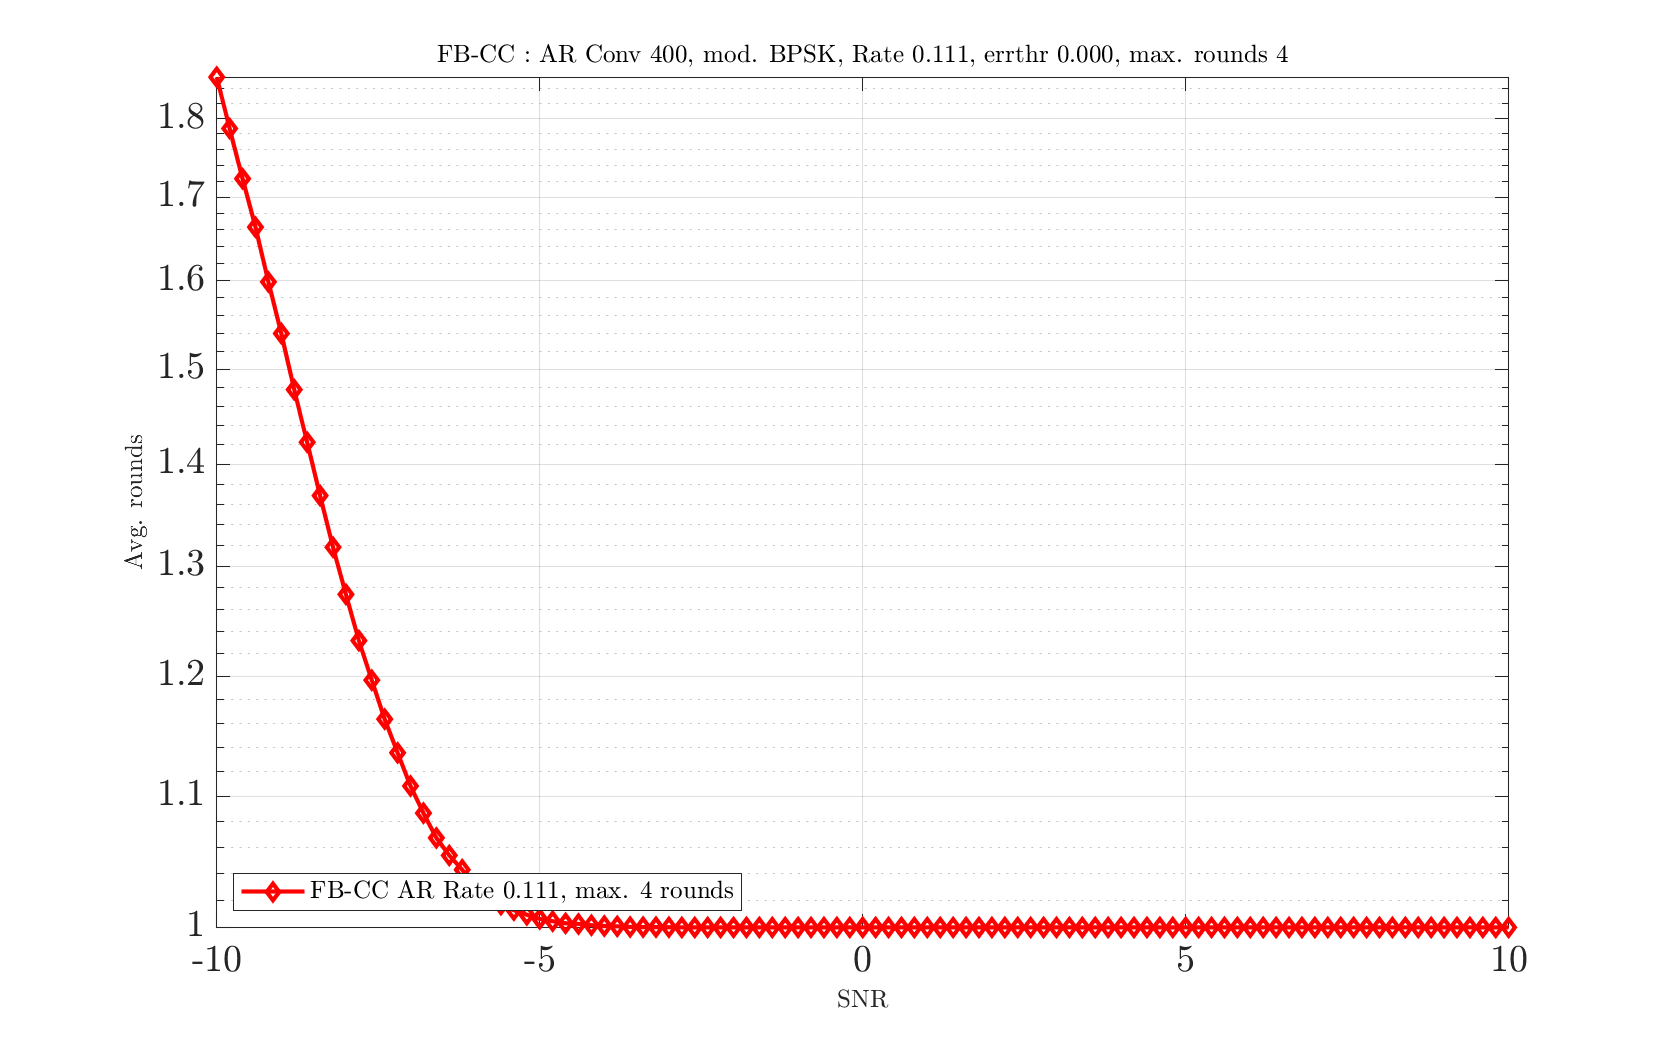 FB-CC : AR Conv 400, mod. BPSK, Rate 0.111, errthr 0.000, max. rounds 4
1.8
1.7
1.6
1.5
1.4
1.3
1.2
1.1
1
Avg. rounds
FB-CC AR Rate 0.111, max. 4 rounds
-10 -5 0 5 10
SNR